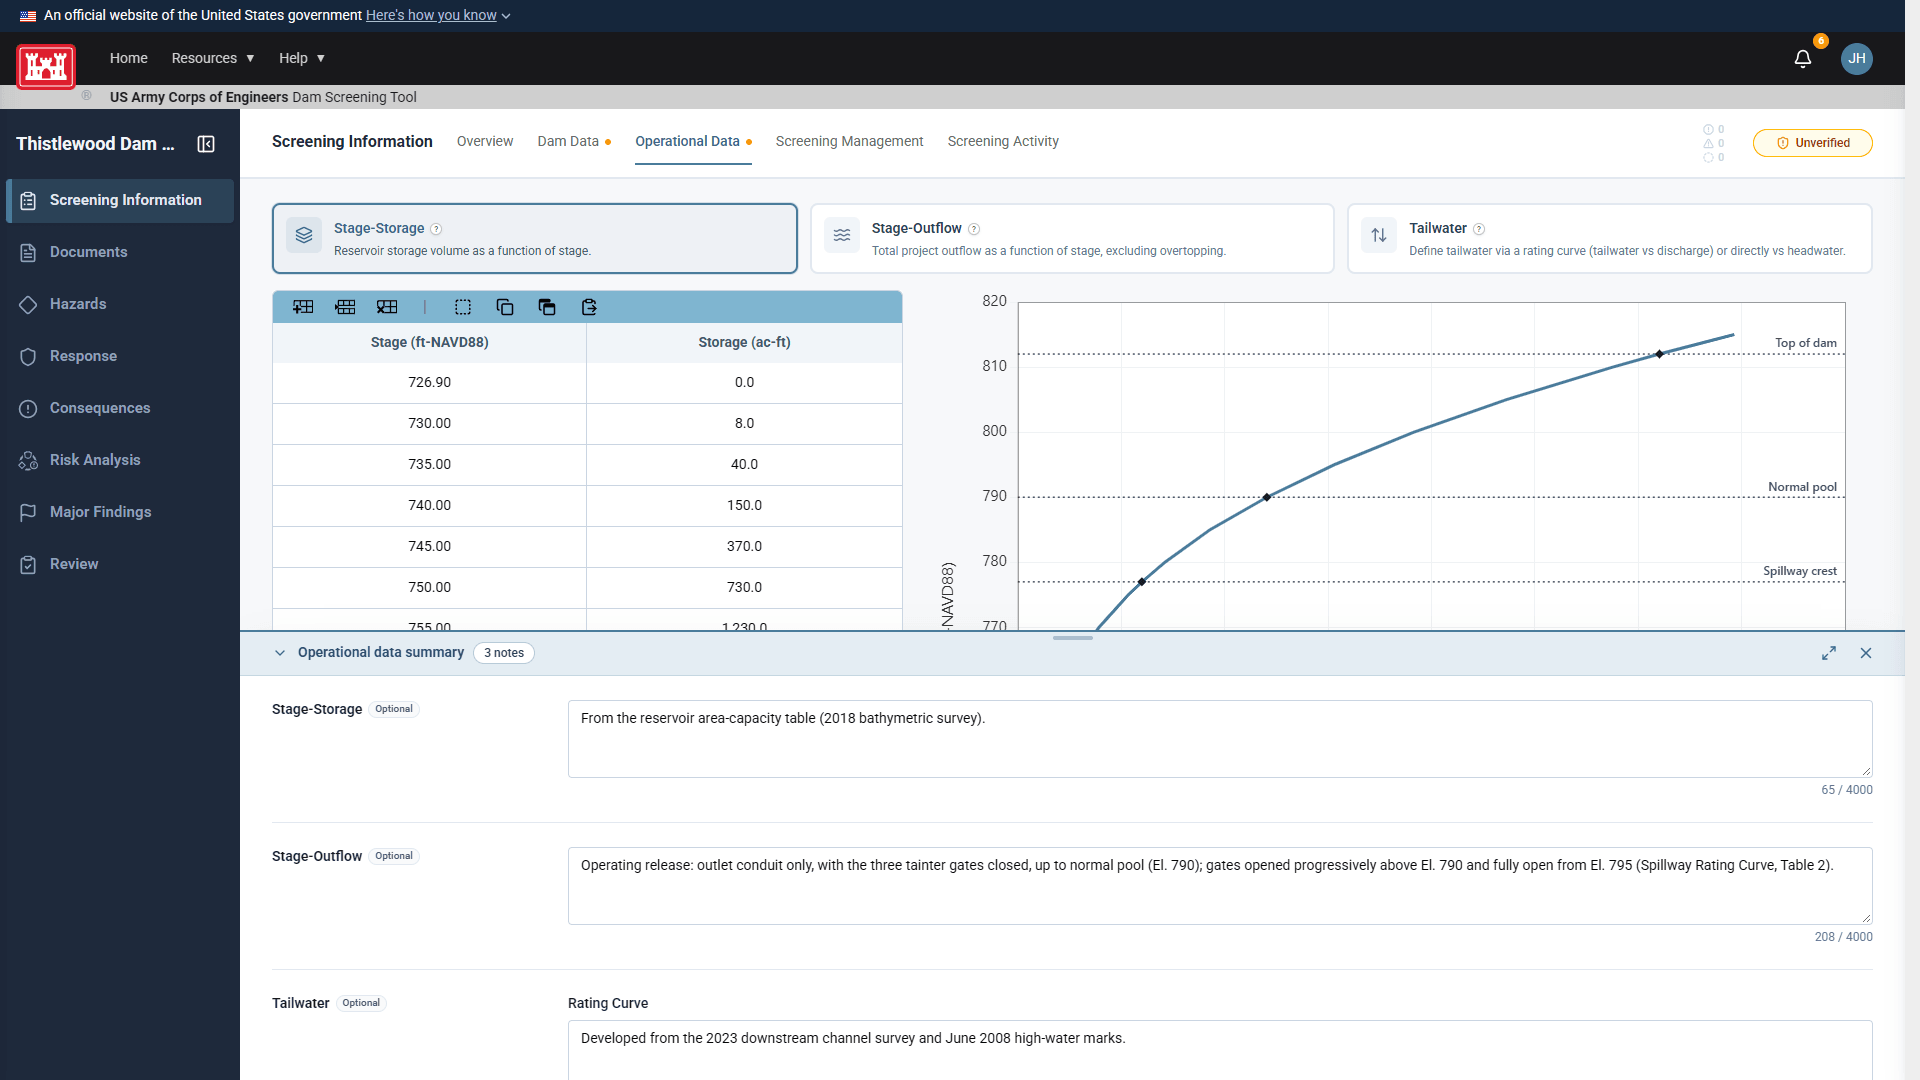 An official website of the United States government Here's how you know
Home Resources Help
6
JH
US Army Corps of Engineers Dam Screening Tool
Thistlewood Dam ...
Screening Information
Documents
Hazards
Response
Consequences
Risk Analysis
Major Findings
Review
Screening Information Overview Dam Data Operational Data Screening Management Screening Activity
0
0
0
Unverified
Stage-Storage ?
Reservoir storage volume as a function of stage.
Stage-Outflow ?
Total project outflow as a function of stage, excluding overtopping.
Tailwater ?
Define tailwater via a rating curve (tailwater vs discharge) or directly vs headwater.
Stage (ft-NAVD88) Storage (ac-ft)
726.90 0.0
730.00 8.0
735.00 40.0
740.00 150.0
745.00 370.0
750.00 730.0
755.00 1,230.0
820
810
800
790
780
770
-NAVD88)
Top of dam
Normal pool
Spillway crest
Operational data summary 3 notes
Stage-Storage Optional
From the reservoir area-capacity table (2018 bathymetric survey).
65 / 4000
Stage-Outflow Optional
Operating release: outlet conduit only, with the three tainter gates closed, up to normal pool (El. 790); gates opened progressively above El. 790 and fully open from El. 795 (Spillway Rating Curve, Table 2).
208 / 4000
Tailwater Optional
Rating Curve
Developed from the 2023 downstream channel survey and June 2008 high-water marks.